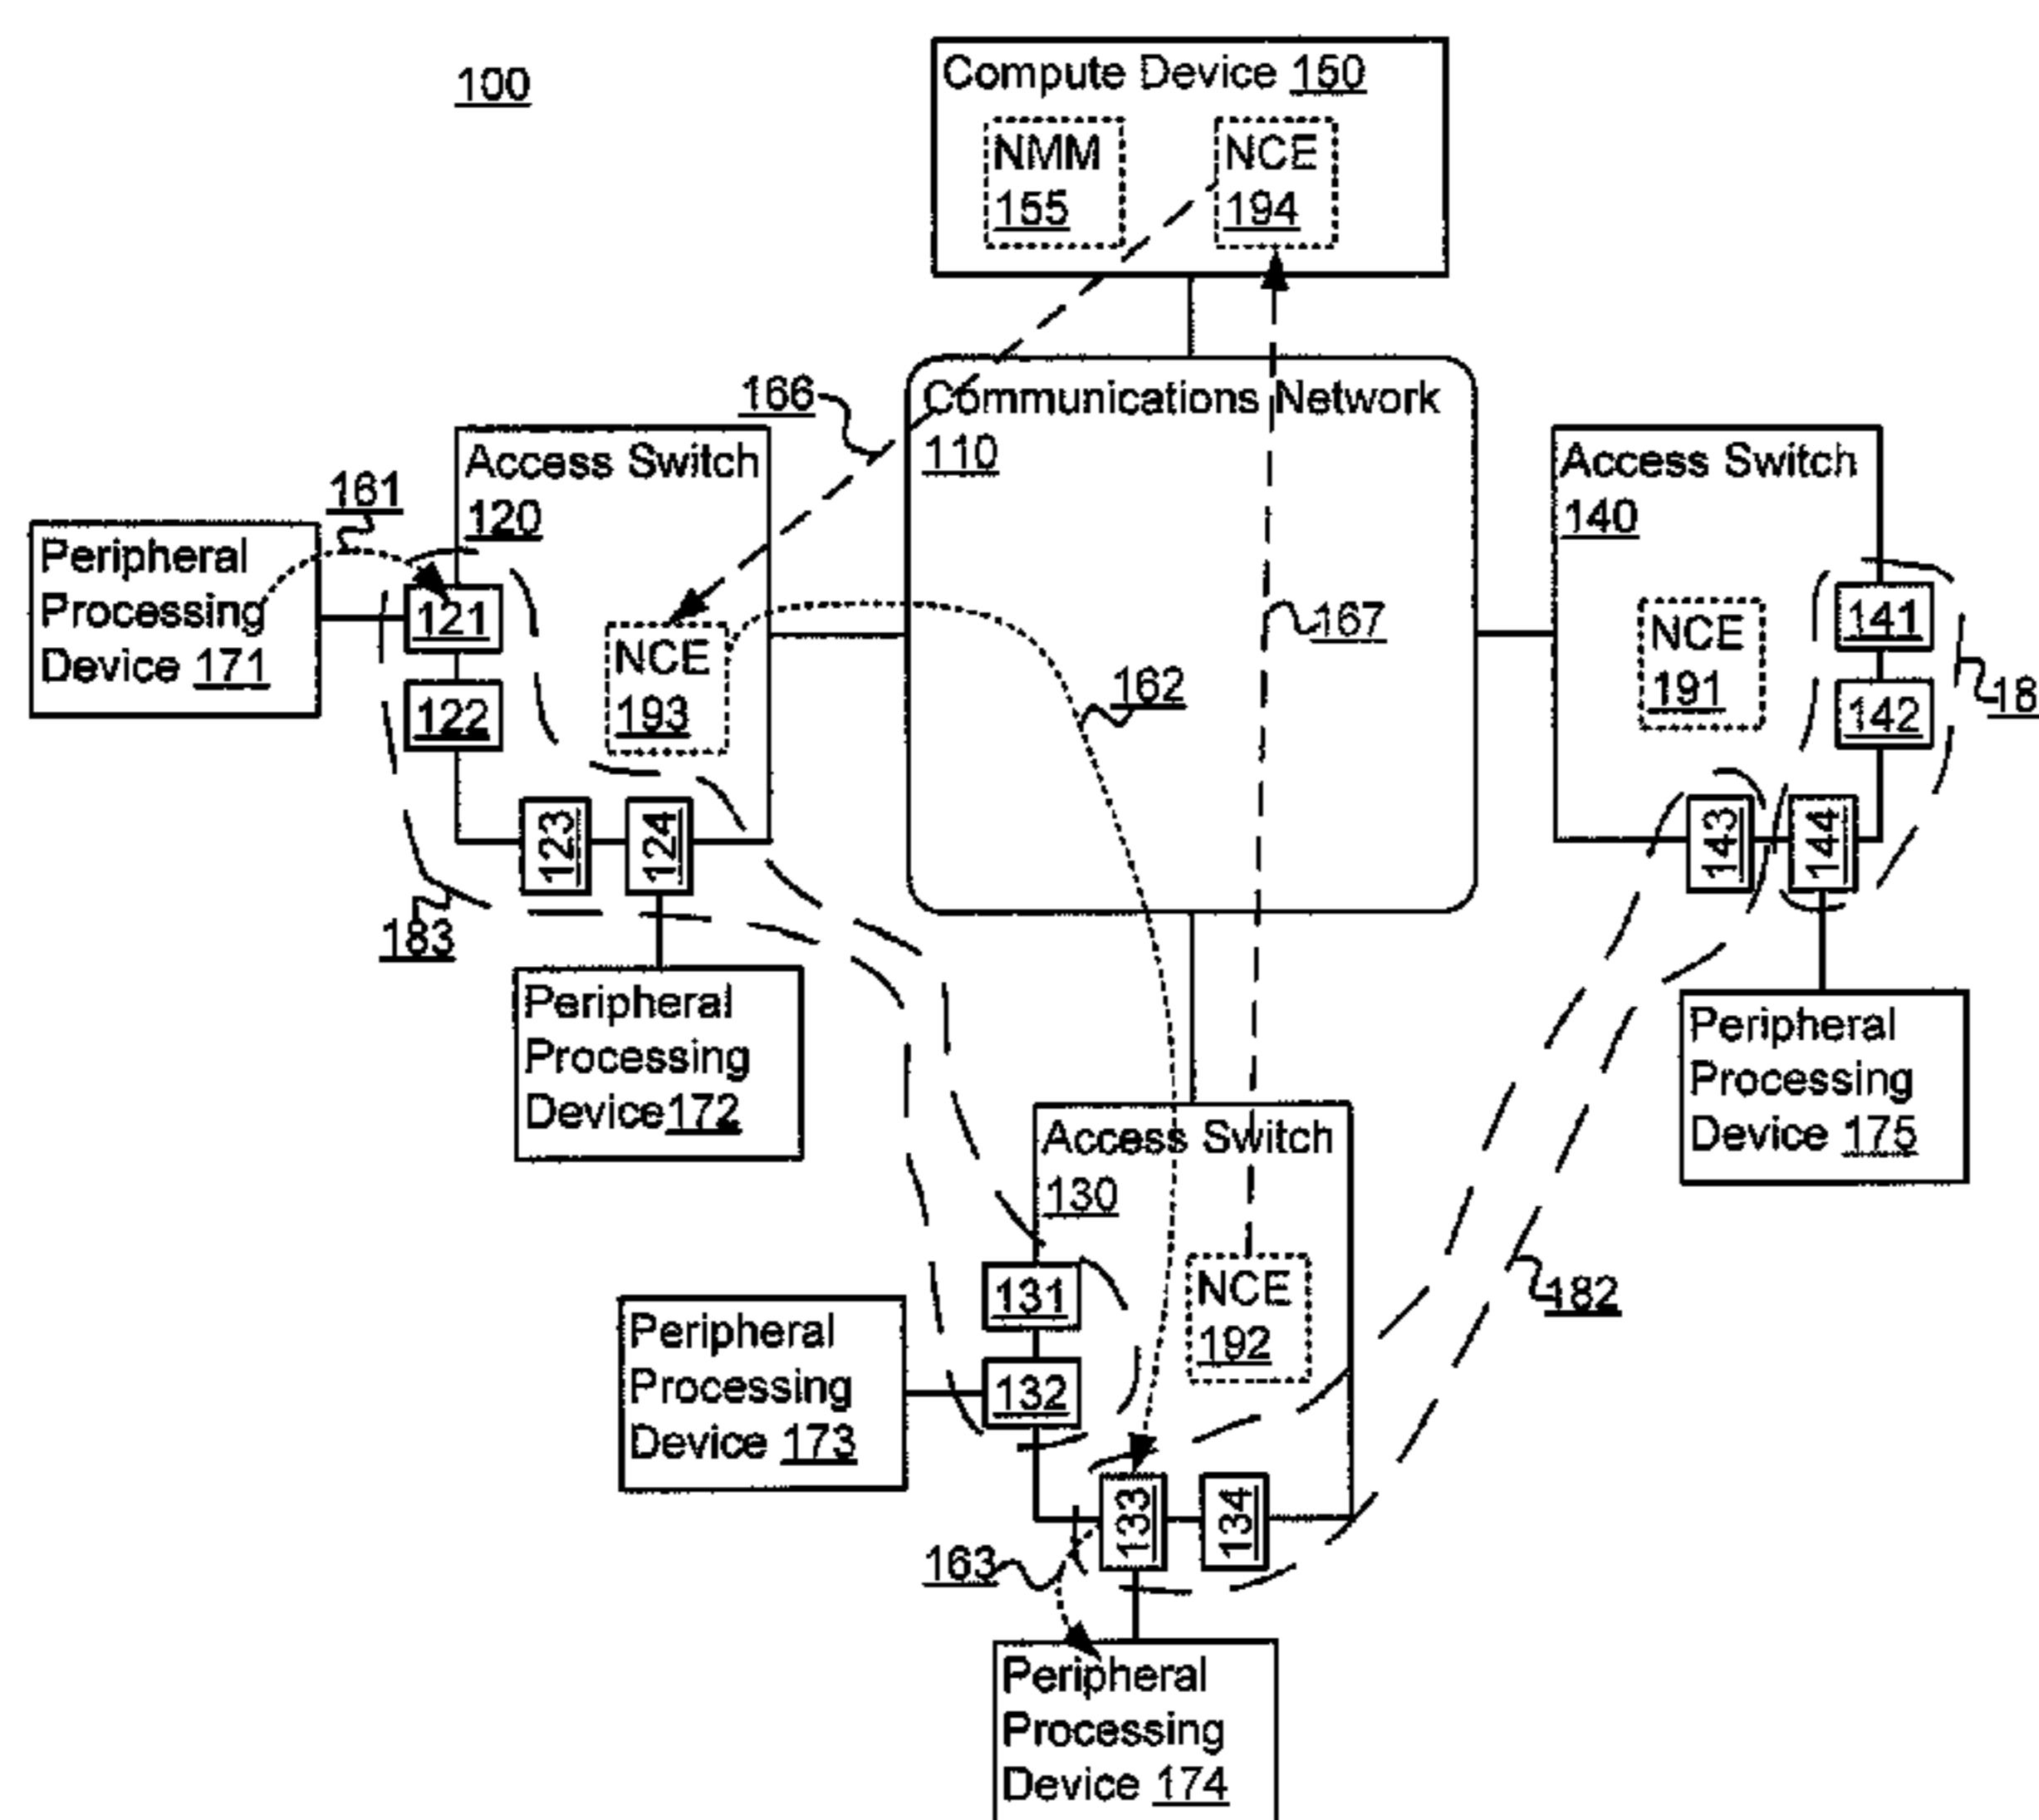 100
Compute Device 150
NMM
155
NCE
194
166
Communications Network
110
Access Switch
120
161
Peripheral
Processing
Device 171
121
122
NCE
193
123
124
183
162
167
Access Switch
140
NCE
191
141
142
18
143
144
Peripheral
Processing
Device 172
Peripheral
Processing
Device 175
Access Switch
130
NCE
192
131
132
182
Peripheral
Processing
Device 173
133
134
163
Peripheral
Processing
Device 174